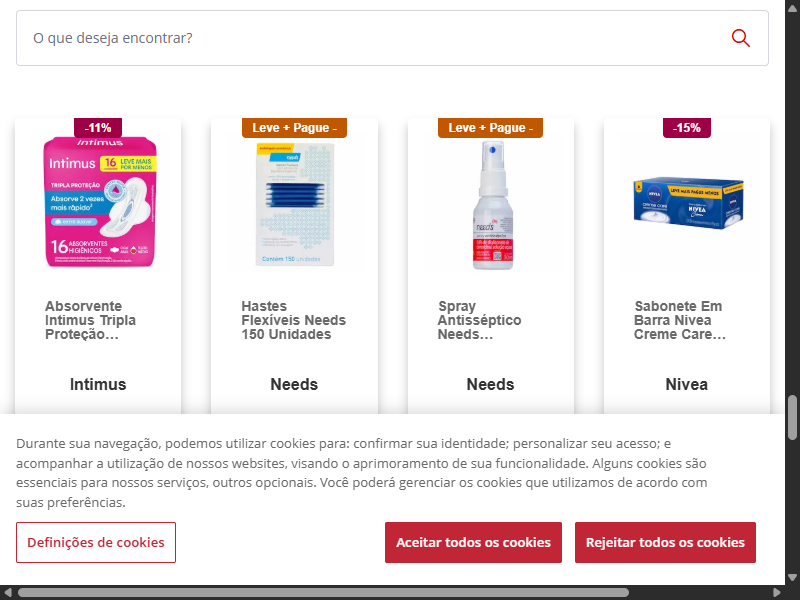 O que deseja encontrar?
-11%
Leve + Pague -
Leve + Pague -
-15%
Intimus
Intimus
16
LEVE MAIS
POR MENOS
TRIPLA PROTEÇÃO
Absorve 2 vezes
mais rápido
16 ABSORVENTES
HIGIÊNICOS
needs
Contém 150 unidades
needs
NIVEA
LEVE MAIS PAGUE MENOS
CREME CARE
NIVEA
Creme
Absorvente
Intimus Tripla
Proteção...
Hastes
Flexíveis Needs
150 Unidades
Spray
Antisséptico
Needs...
Sabonete Em
Barra Nivea
Creme Care...
Intimus
Needs
Needs
Nivea
Durante sua navegação, podemos utilizar cookies para: confirmar sua identidade; personalizar seu acesso; e
acompanhar a utilização de nossos websites, visando o aprimoramento de sua funcionalidade. Alguns cookies são
essenciais para nossos serviços, outros opcionais. Você poderá gerenciar os cookies que utilizamos de acordo com
suas preferências.
Definições de cookies
Aceitar todos os cookies
Rejeitar todos os cookies